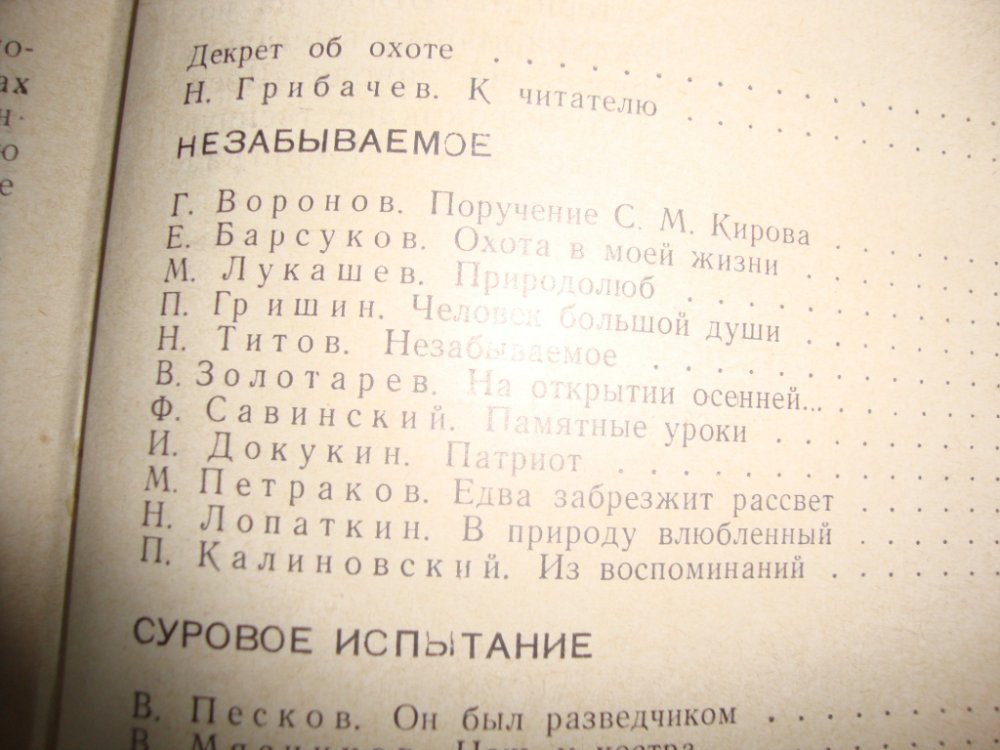 Декрет об охоте . . . . . . . . . .
Н. Грибачев. К читателю . . . . . . .
НЕЗАБЫВАЕМОЕ
Г. Воронов. Поручение С. М. Кирова . . . .
Е. Барсуков. Охота в моей жизни . . . . .
М. Лукашев. Природолюб . . . . . . .
П. Гришин. Человек большой души . . . . .
Н. Титов. Незабываемое . . . . . . . .
В. Золотарев. На открытии осенней... . . . .
Ф. Савинский. Памятные уроки . . . . . .
И. Докукин. Патриот . . . . . . . . .
М. Петраков. Едва забрезжит рассвет . . . .
Н. Лопаткин. В природу влюбленный . . . .
П. Калиновский. Из воспоминаний . . . . .
СУРОВОЕ ИСПЫТАНИЕ
В. Песков. Он был разведчиком . . . . . .
В. костра